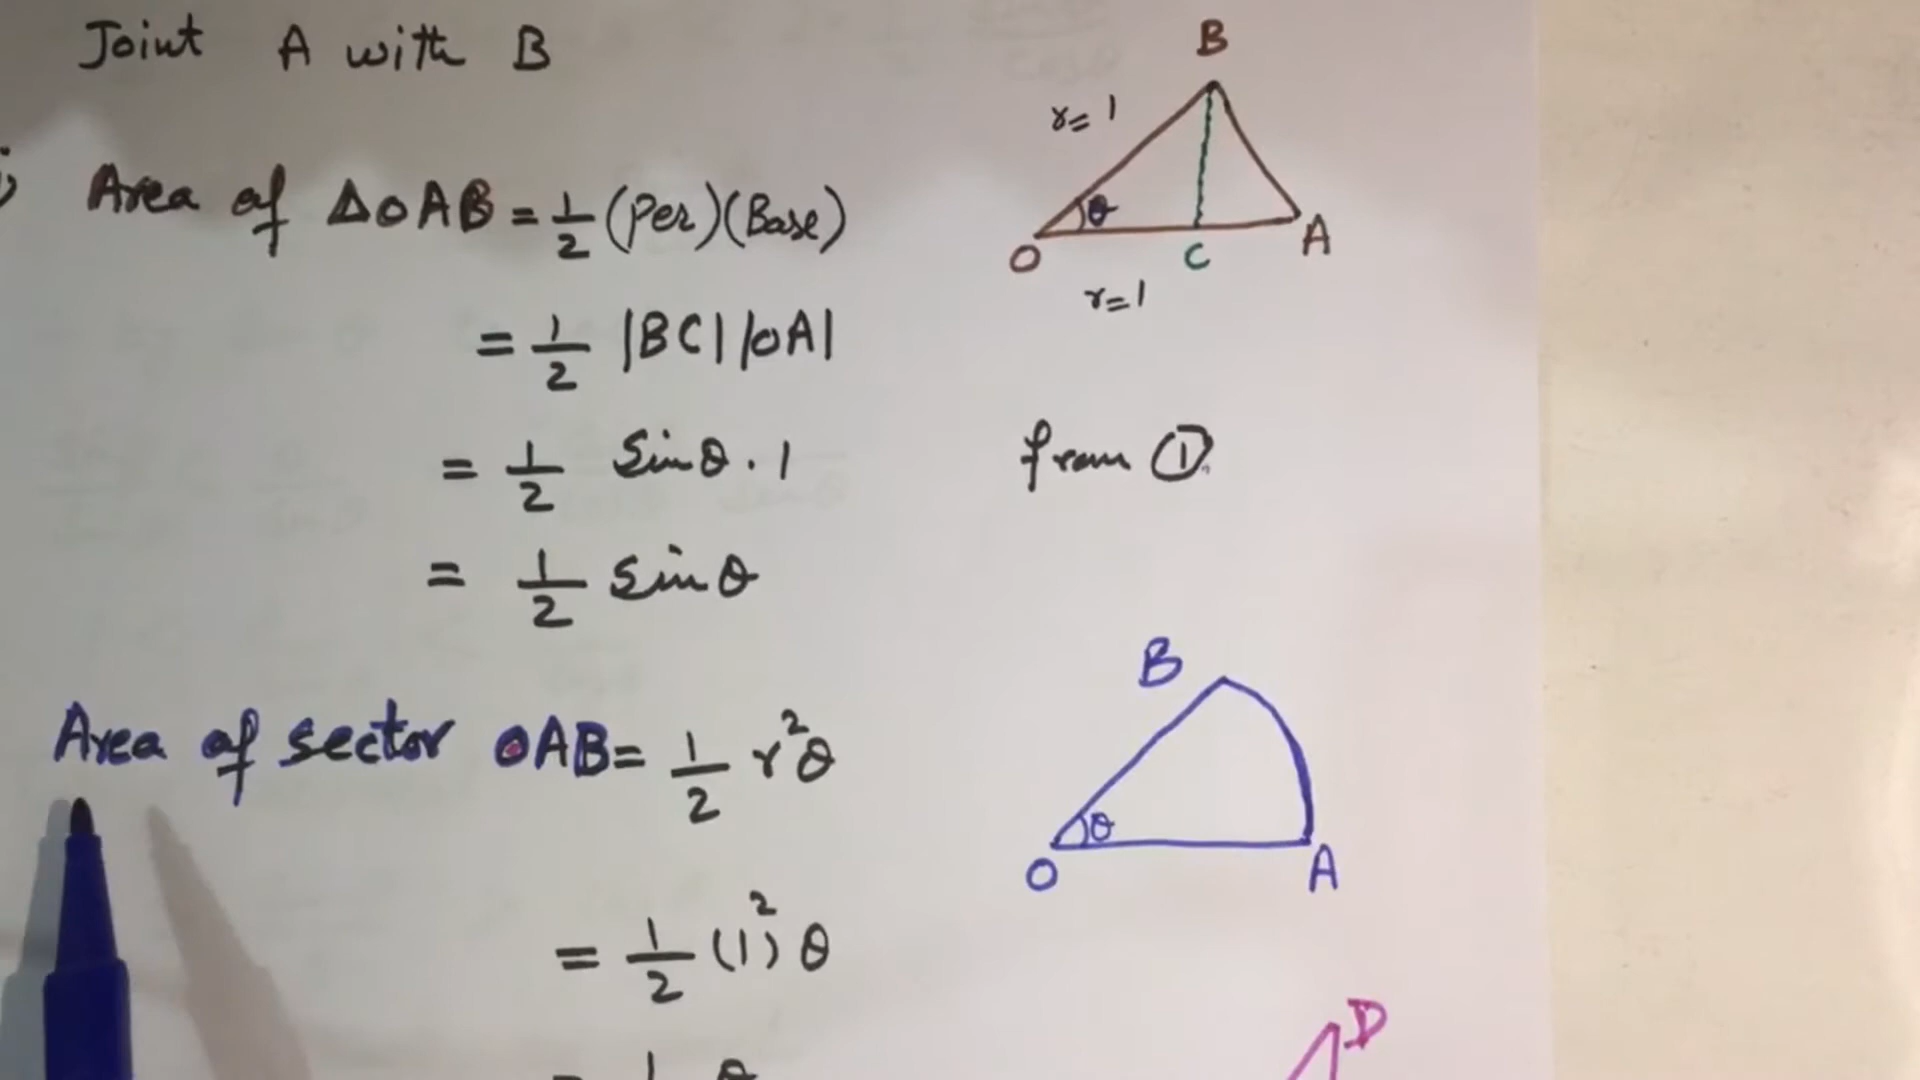 Joint A with B
B
r=1
i) Area of ΔOAB = 1/2 (Per)(Base)
θ
O C A
r=1
= 1/2 |BC| |OA|
= 1/2 Sinθ . 1 from ①
= 1/2 Sinθ
B
Area of sector OAB = 1/2 r²θ
θ
O A
= 1/2 (1)² θ
D
= 1 θ